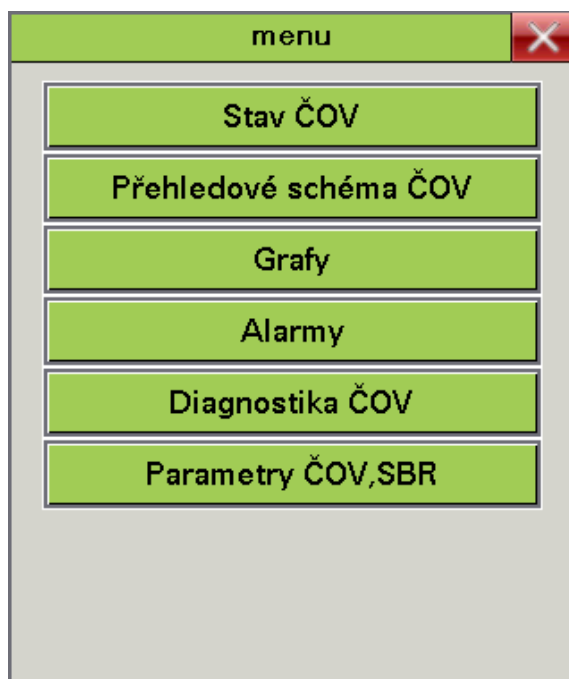 menu
Stav ČOV
Přehledové schéma ČOV
Grafy
Alarmy
Diagnostika ČOV
Parametry ČOV,SBR